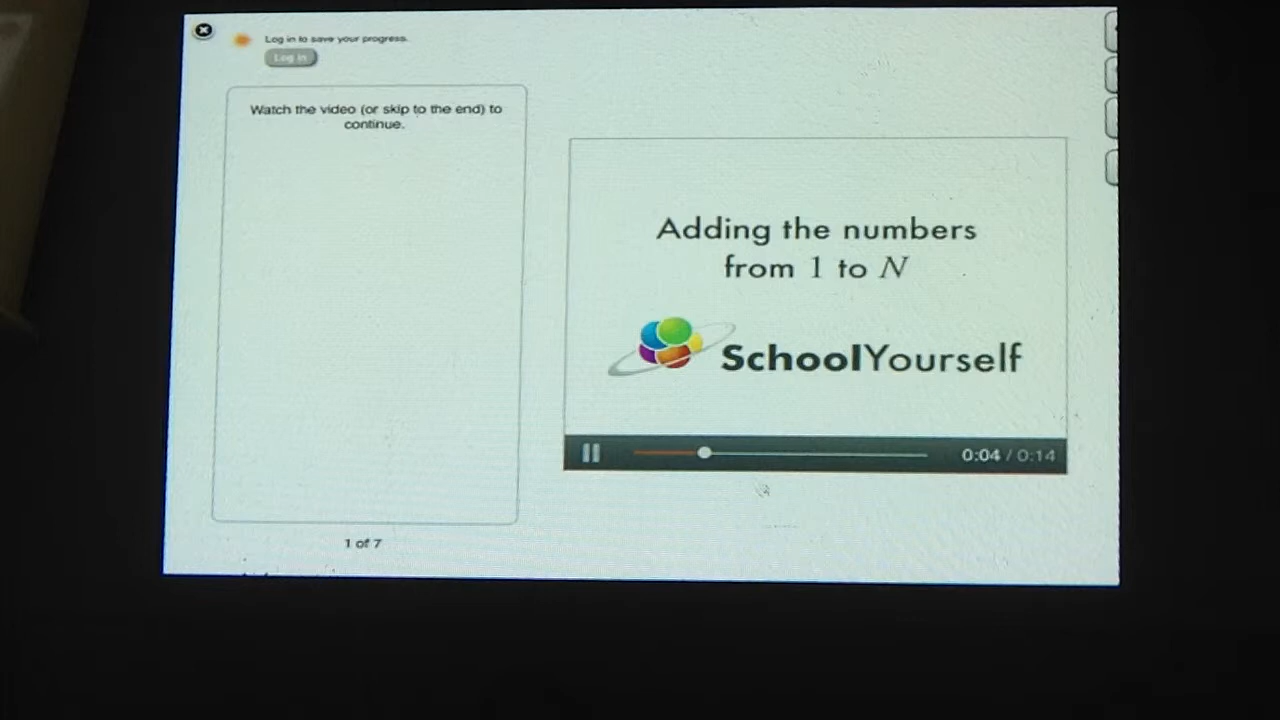 Log in to save your progress.
Log in
Watch the video (or skip to the end) to
continue.
Adding the numbers
from 1 to N
SchoolYourself
0:04 / 0:14
1 of 7